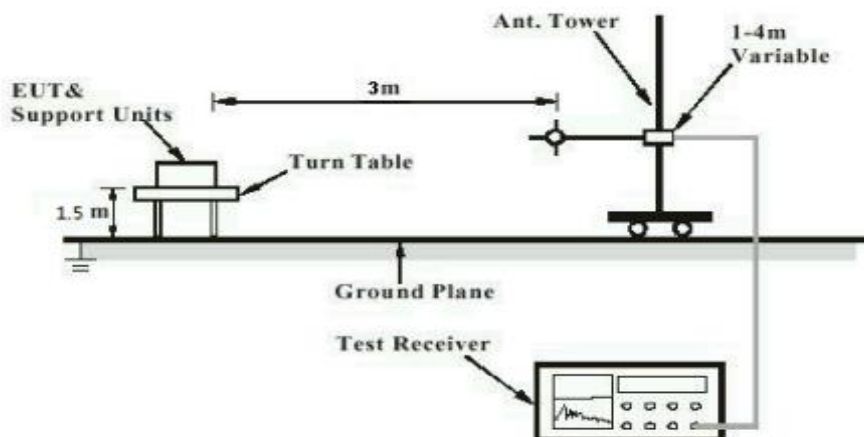 Ant. Tower
1-4m
Variable
3m
EUT&
Support Units
Turn Table
1.5 m
Ground Plane
Test Receiver